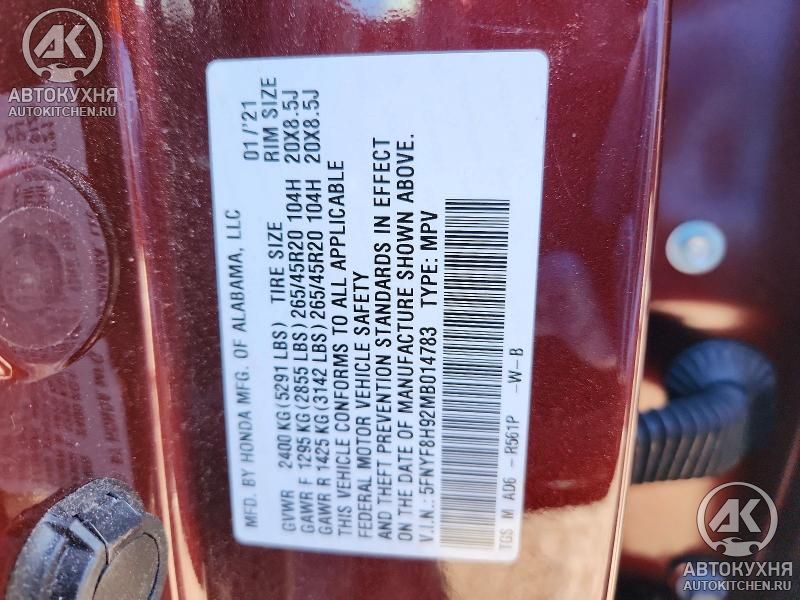 AK
АВТОКУХНЯ
AUTOKITCHEN.RU
MFD. BY HONDA MFG. OF ALABAMA, LLC 01/'21
GVWR 2400 KG (5291 LBS) TIRE SIZE RIM SIZE
GAWR F 1295 KG (2855 LBS) 265/45R20 104H 20X8.5J
GAWR R 1425 KG (3142 LBS) 265/45R20 104H 20X8.5J
THIS VEHICLE CONFORMS TO ALL APPLICABLE
FEDERAL MOTOR VEHICLE SAFETY
AND THEFT PREVENTION STANDARDS IN EFFECT
ON THE DATE OF MANUFACTURE SHOWN ABOVE.
V.I.N.: 5FNYF8H92MB014783 TYPE: MPV
TGS M AD6 - R561P -W-B
AK
АВТОКУХНЯ
AUTOKITCHEN.RU